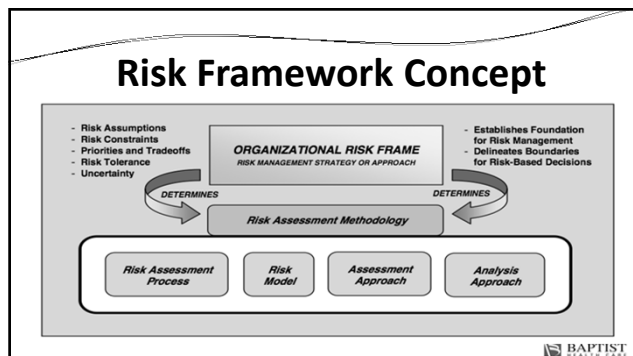 Risk Framework Concept
- Risk Assumptions
- Risk Constraints
- Priorities and Tradeoffs
- Risk Tolerance
- Uncertainty
ORGANIZATIONAL RISK FRAME
RISK MANAGEMENT STRATEGY OR APPROACH
- Establishes Foundation
for Risk Management
- Delineates Boundaries
for Risk-Based Decisions
DETERMINES
DETERMINES
Risk Assessment Methodology
Risk Assessment
Process
Risk
Model
Assessment
Approach
Analysis
Approach
BAPTIST
HEALTH CARE